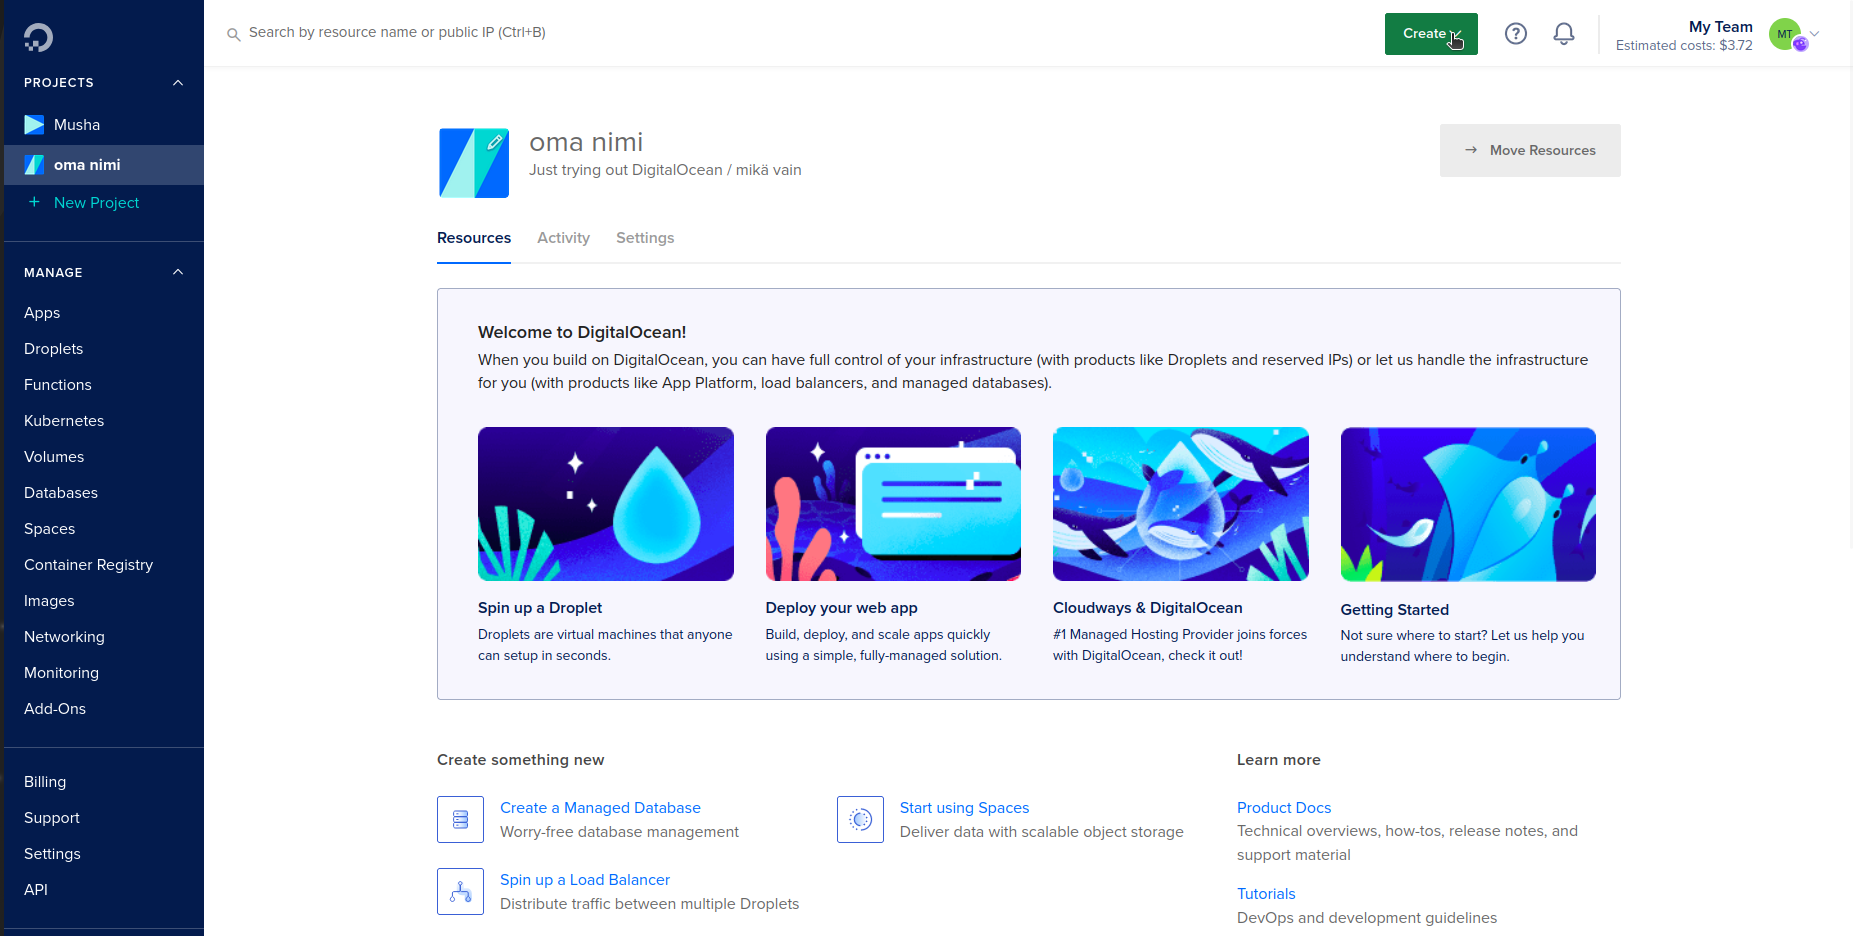 Search by resource name or public IP (Ctrl+B)
Create
My Team
Estimated costs: $3.72
MT
PROJECTS
Musha
oma nimi
+ New Project
MANAGE
Apps
Droplets
Functions
Kubernetes
Volumes
Databases
Spaces
Container Registry
Images
Networking
Monitoring
Add-Ons
Billing
Support
Settings
API
oma nimi
Just trying out DigitalOcean / mikä vain
→ Move Resources
Resources Activity Settings
Welcome to DigitalOcean!
When you build on DigitalOcean, you can have full control of your infrastructure (with products like Droplets and reserved IPs) or let us handle the infrastructure
for you (with products like App Platform, load balancers, and managed databases).
Spin up a Droplet
Droplets are virtual machines that anyone
can setup in seconds.
Deploy your web app
Build, deploy, and scale apps quickly
using a simple, fully-managed solution.
Cloudways & DigitalOcean
#1 Managed Hosting Provider joins forces
with DigitalOcean, check it out!
Getting Started
Not sure where to start? Let us help you
understand where to begin.
Create something new
Create a Managed Database
Worry-free database management
Start using Spaces
Deliver data with scalable object storage
Spin up a Load Balancer
Distribute traffic between multiple Droplets
Learn more
Product Docs
Technical overviews, how-tos, release notes, and
support material
Tutorials
DevOps and development guidelines